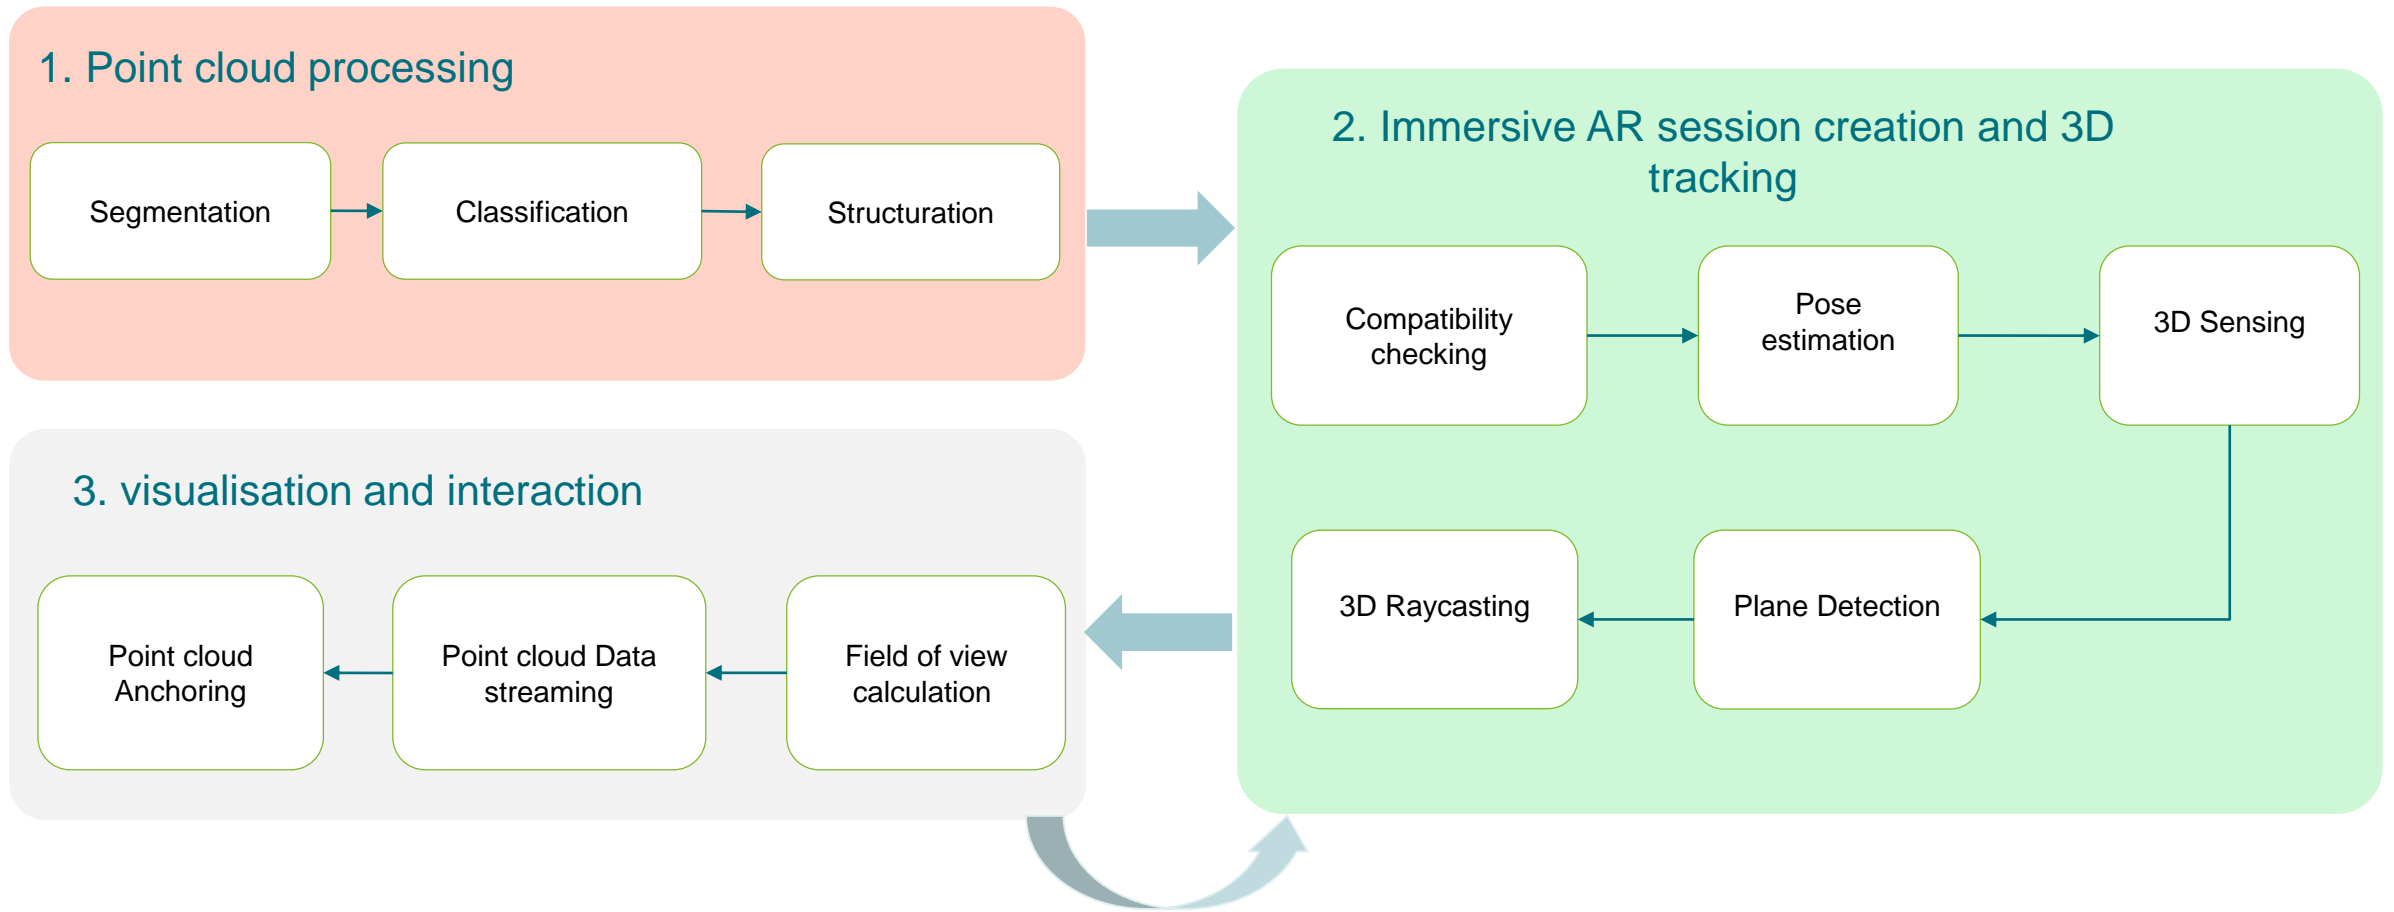 1. Point cloud processing
Segmentation
Classification
Structuration
2. Immersive AR session creation and 3D
tracking
Compatibility
checking
Pose
estimation
3D Sensing
Plane Detection
3D Raycasting
3. visualisation and interaction
Field of view
calculation
Point cloud Data
streaming
Point cloud
Anchoring